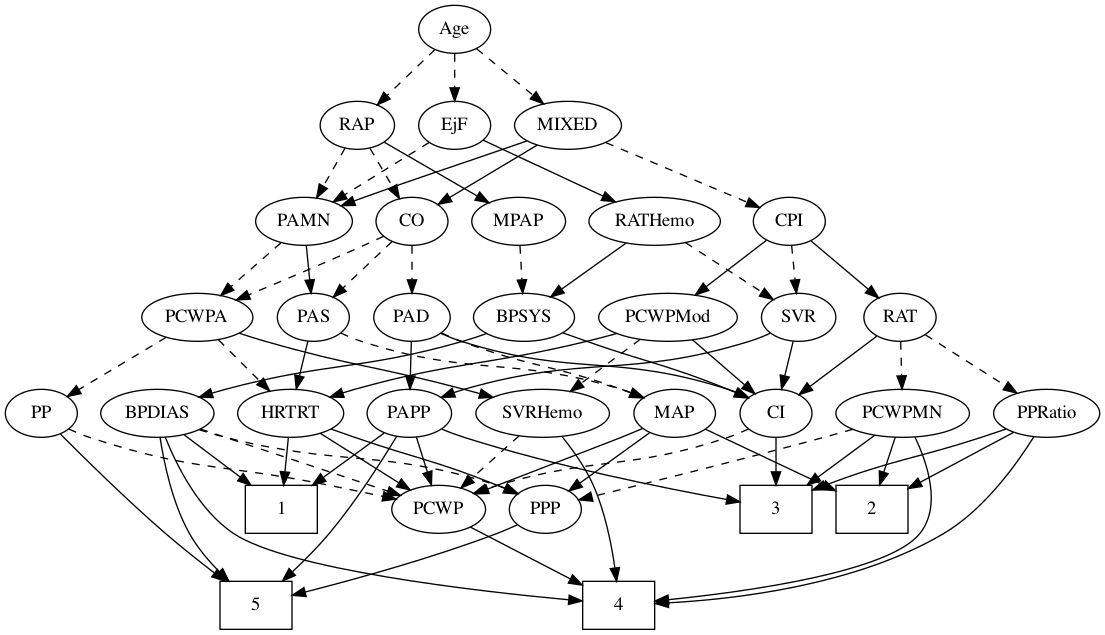 Age
RAP EjF MIXED
PAMN CO MPAP RATHemo CPI
PCWPA PAS PAD BPSYS PCWPMod SVR RAT
PP BPDIAS HRTRT PAPP SVRHemo MAP CI PCWPMN PPRatio
1 PCWP PPP 3 2
5 4